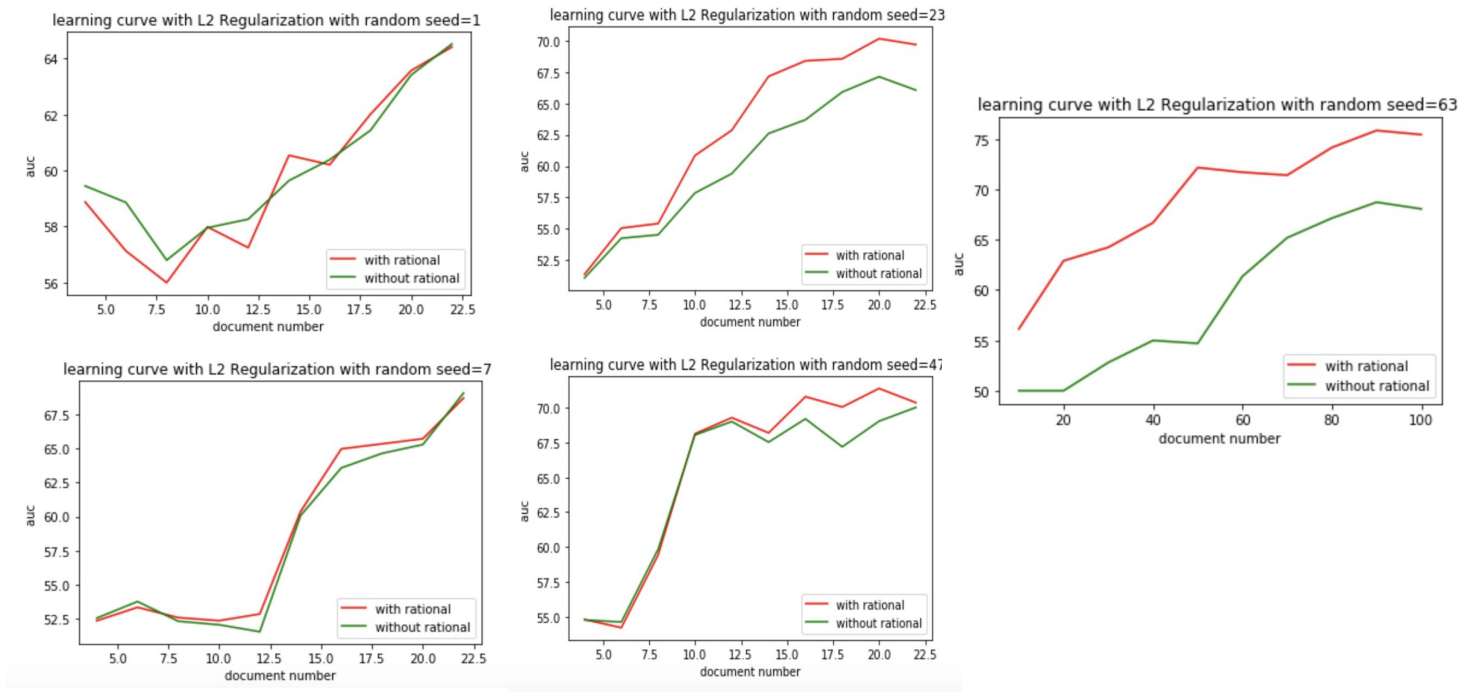 learning curve with L2 Regularization with random seed=1
64
62
60
58
56
auc
5.0 7.5 10.0 12.5 15.0 17.5 20.0 22.5
document number
with rational
without rational
learning curve with L2 Regularization with random seed=23
70.0
67.5
65.0
62.5
60.0
57.5
55.0
52.5
auc
5.0 7.5 10.0 12.5 15.0 17.5 20.0 22.5
document number
with rational
without rational
learning curve with L2 Regularization with random seed=63
75
70
65
60
55
50
auc
20 40 60 80 100
document number
with rational
without rational
learning curve with L2 Regularization with random seed=7
67.5
65.0
62.5
60.0
57.5
55.0
52.5
auc
5.0 7.5 10.0 12.5 15.0 17.5 20.0 22.5
document number
with rational
without rational
learning curve with L2 Regularization with random seed=47
70.0
67.5
65.0
62.5
60.0
57.5
55.0
auc
5.0 7.5 10.0 12.5 15.0 17.5 20.0 22.5
document number
with rational
without rational